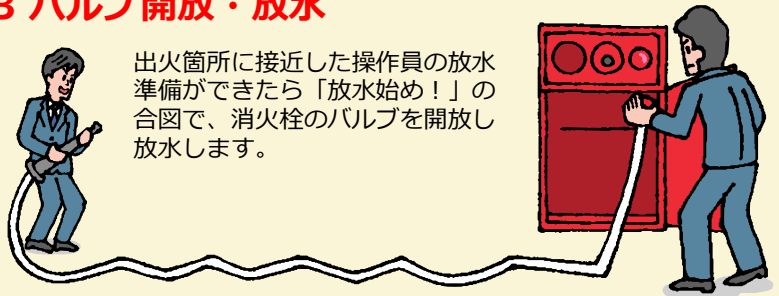 3 バルブ開放・放水
出火箇所に接近した操作員の放水
準備ができたら「放水始め！」の
合図で、消火栓のバルブを開放し
放水します。